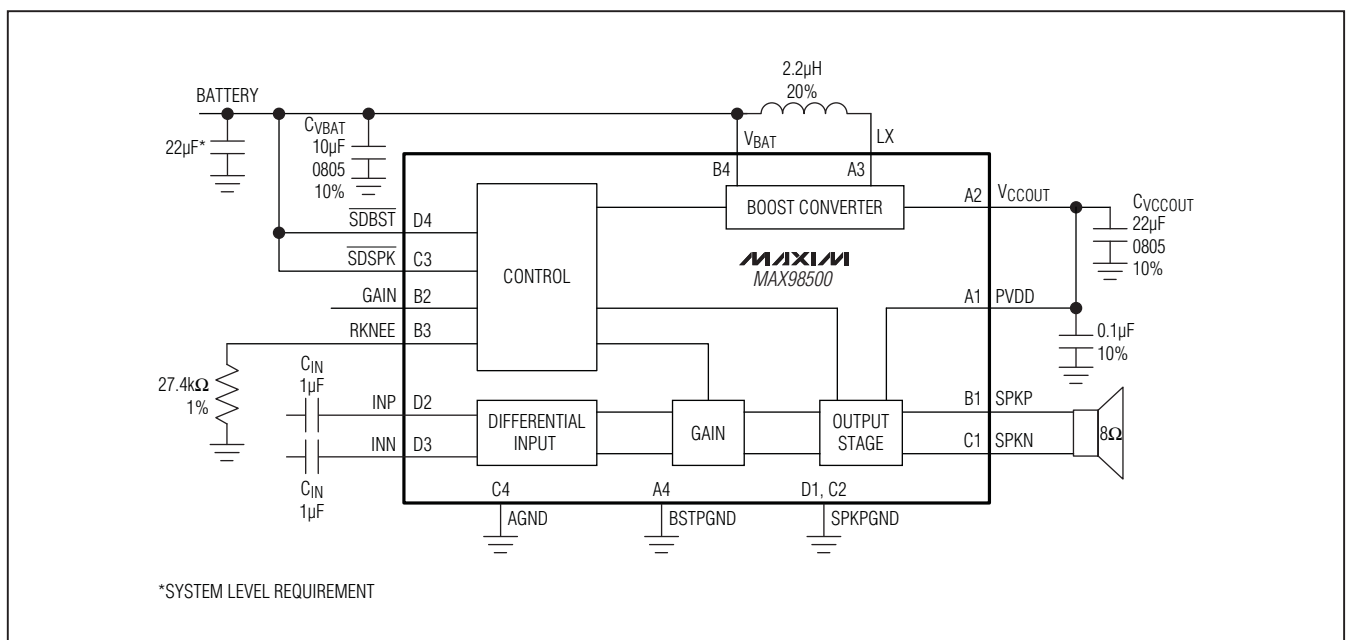 2.2µH
20%
BATTERY
22µF*
CVBAT
10µF
0805
10%
VBAT
LX
B4
A3
BOOST CONVERTER
A2
VCCOUT
CVCCOUT
22µF
0805
10%
SDBST
D4
SDSPK
C3
GAIN
B2
RKNEE
B3
CONTROL
MAXIM
MAX98500
A1
PVDD
0.1µF
10%
27.4kΩ
1%
CIN
1µF
INP
D2
INN
D3
CIN
1µF
DIFFERENTIAL
INPUT
GAIN
OUTPUT
STAGE
B1
SPKP
C1
SPKN
8Ω
C4
AGND
A4
BSTPGND
D1, C2
SPKPGND
*SYSTEM LEVEL REQUIREMENT